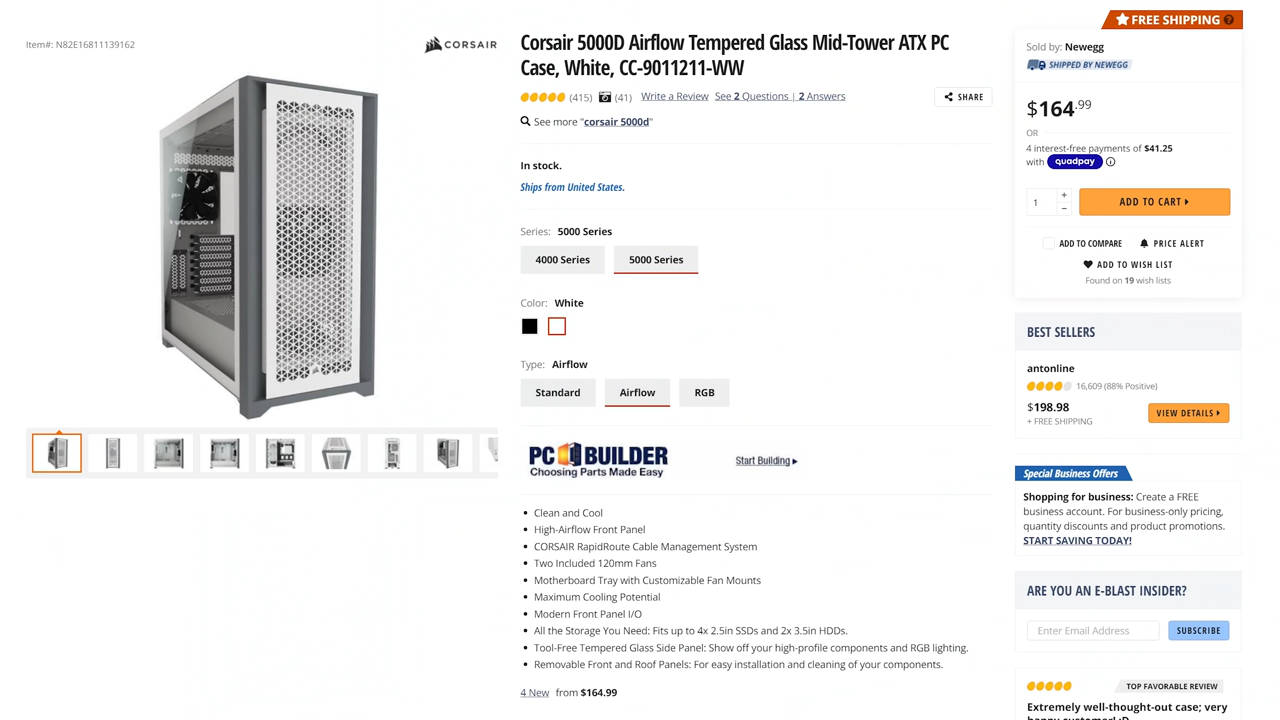 FREE SHIPPING ?
Item#: N82E16811139162
CORSAIR
Corsair 5000D Airflow Tempered Glass Mid-Tower ATX PC
Case, White, CC-9011211-WW
(415) (41) Write a Review See 2 Questions | 2 Answers
SHARE
See more "corsair 5000d"
In stock.
Ships from United States.
Series: 5000 Series
4000 Series 5000 Series
Color: White
Type: Airflow
Standard Airflow RGB
PC BUILDER
Choosing Parts Made Easy
Start Building
Clean and Cool
High-Airflow Front Panel
CORSAIR RapidRoute Cable Management System
Two Included 120mm Fans
Motherboard Tray with Customizable Fan Mounts
Maximum Cooling Potential
Modern Front Panel I/O
All the Storage You Need: Fits up to 4x 2.5in SSDs and 2x 3.5in HDDs.
Tool-Free Tempered Glass Side Panel: Show off your high-profile components and RGB lighting.
Removable Front and Roof Panels: For easy installation and cleaning of your components.
4 New from $164.99
Sold by: Newegg
SHIPPED BY NEWEGG
$164.99
OR
4 interest-free payments of $41.25
with quadpay
1 + −
ADD TO CART
ADD TO COMPARE PRICE ALERT
ADD TO WISH LIST
Found on 19 wish lists
BEST SELLERS
antonline
16,609 (88% Positive)
$198.98
+ FREE SHIPPING
VIEW DETAILS
Special Business Offers
Shopping for business: Create a FREE
business account. For business-only pricing,
quantity discounts and product promotions.
START SAVING TODAY!
ARE YOU AN E-BLAST INSIDER?
Enter Email Address SUBSCRIBE
TOP FAVORABLE REVIEW
Extremely well-thought-out case; very
happy customer! :D